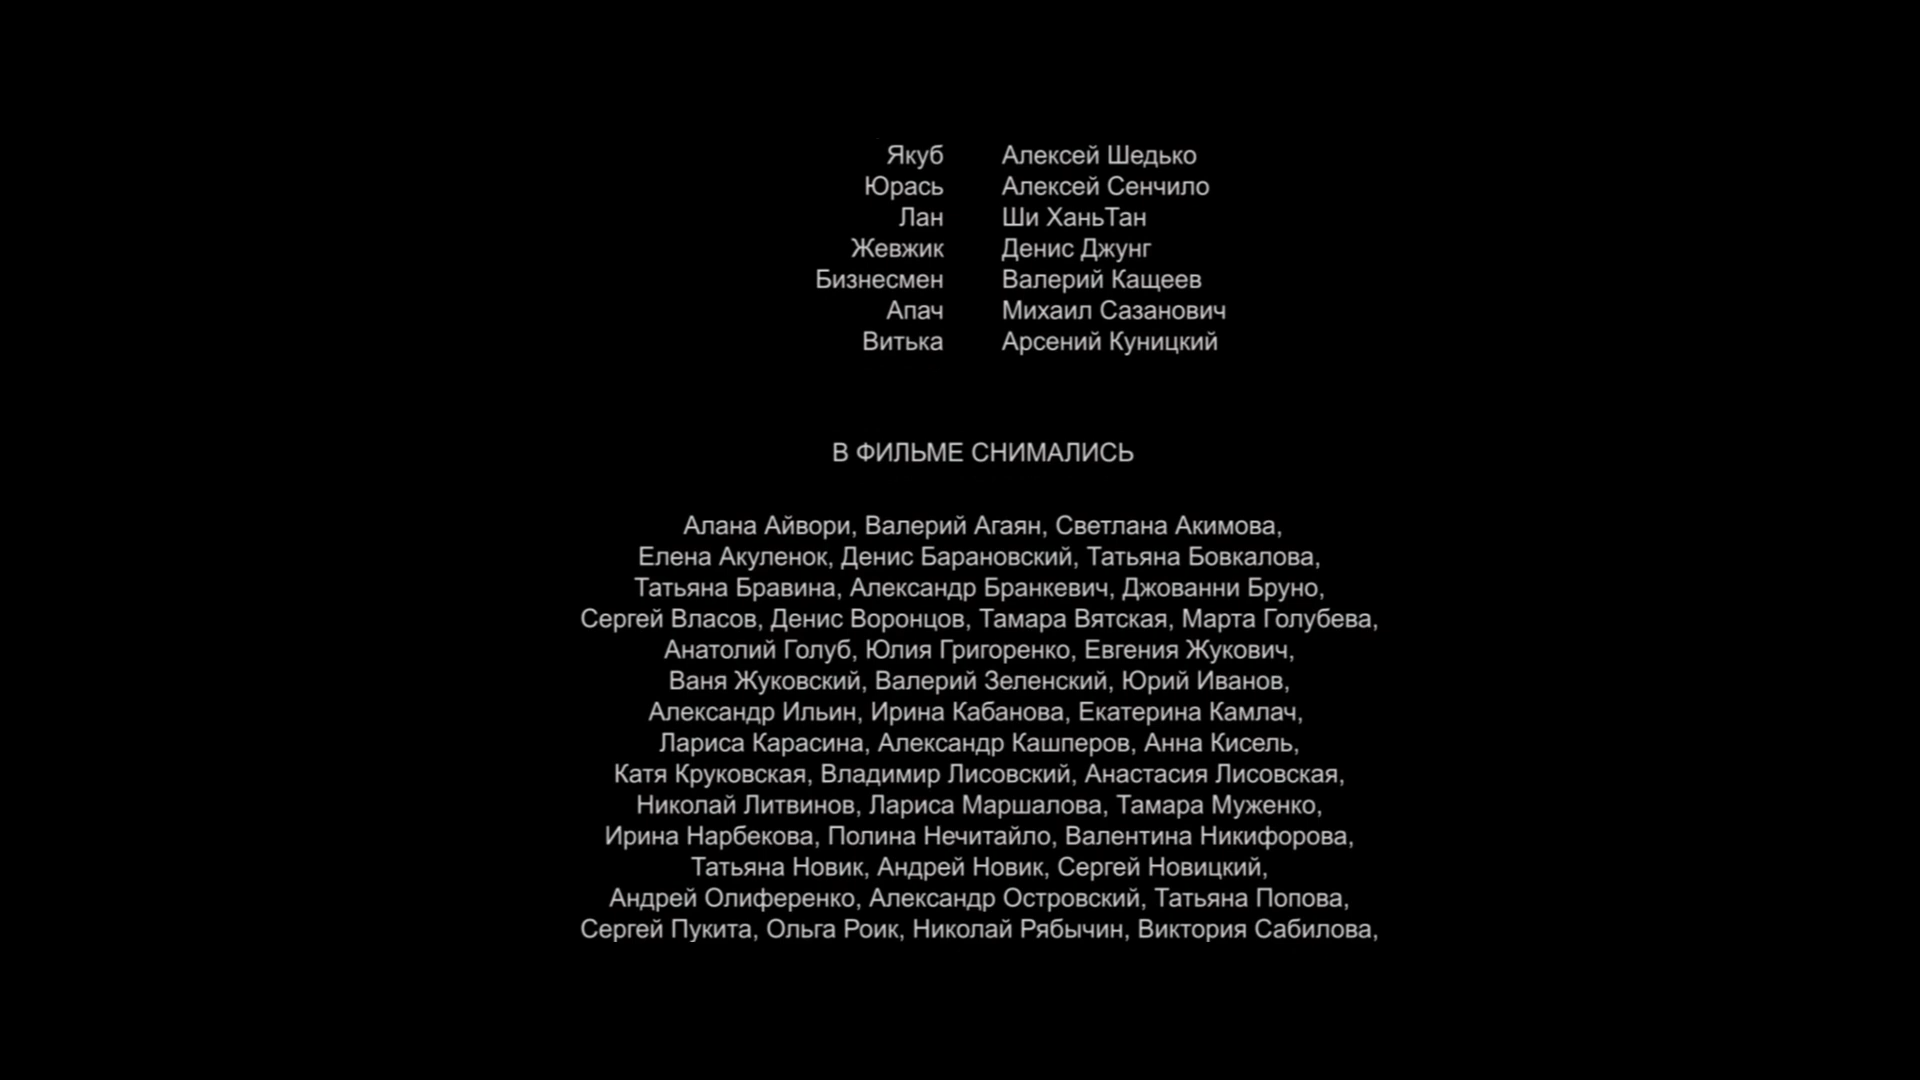 Якуб Алексей Шедько
Юрась Алексей Сенчило
Лан Ши ХаньТан
Жевжик Денис Джунг
Бизнесмен Валерий Кащеев
Апач Михаил Сазанович
Витька Арсений Куницкий
В ФИЛЬМЕ СНИМАЛИСЬ
Алана Айвори, Валерий Агаян, Светлана Акимова,
Елена Акуленок, Денис Барановский, Татьяна Бовкалова,
Татьяна Бравина, Александр Бранкевич, Джованни Бруно,
Сергей Власов, Денис Воронцов, Тамара Вятская, Марта Голубева,
Анатолий Голуб, Юлия Григоренко, Евгения Жукович,
Ваня Жуковский, Валерий Зеленский, Юрий Иванов,
Александр Ильин, Ирина Кабанова, Екатерина Камлач,
Лариса Карасина, Александр Кашперов, Анна Кисель,
Катя Круковская, Владимир Лисовский, Анастасия Лисовская,
Николай Литвинов, Лариса Маршалова, Тамара Муженко,
Ирина Нарбекова, Полина Нечитайло, Валентина Никифорова,
Татьяна Новик, Андрей Новик, Сергей Новицкий,
Андрей Олиференко, Александр Островский, Татьяна Попова,
Сергей Пукита, Ольга Роик, Николай Рябычин, Виктория Сабилова,